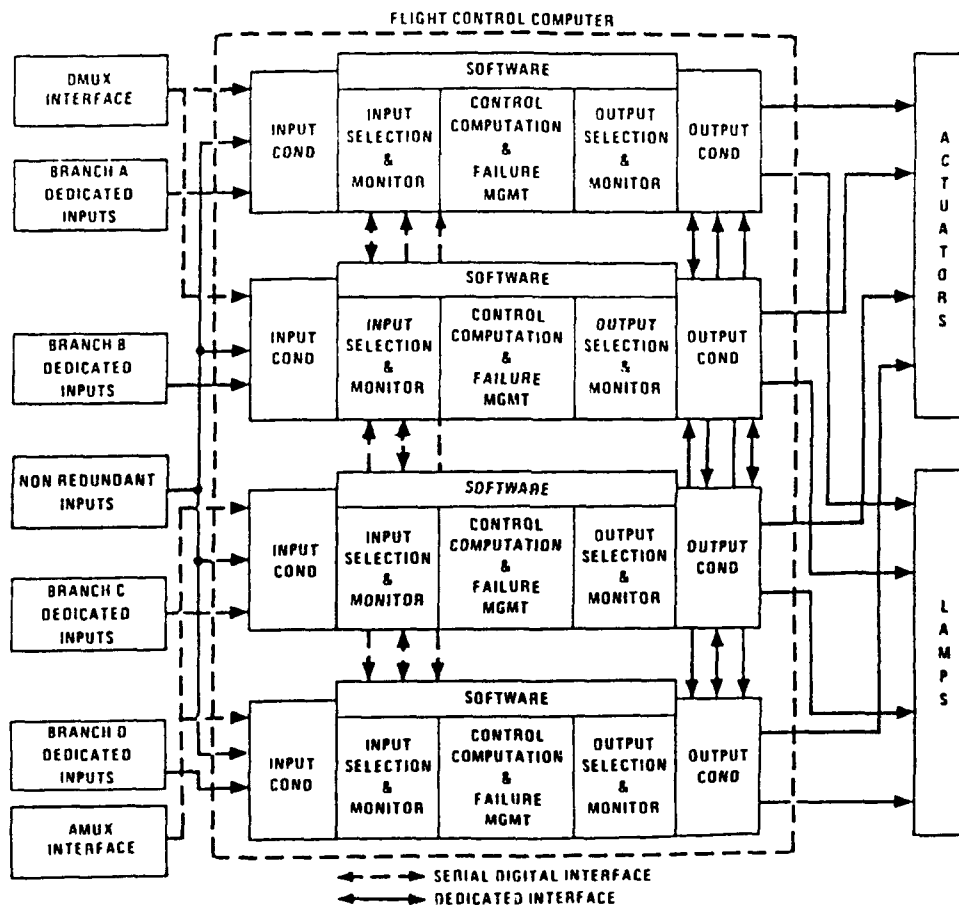 FLIGHT CONTROL COMPUTER
DMUX
INTERFACE
BRANCH A
DEDICATED
INPUTS
BRANCH B
DEDICATED
INPUTS
NON REDUNDANT
INPUTS
BRANCH C
DEDICATED
INPUTS
BRANCH D
DEDICATED
INPUTS
AMUX
INTERFACE
SOFTWARE
INPUT
COND
INPUT
SELECTION
&
MONITOR
CONTROL
COMPUTATION
&
FAILURE
MGMT
OUTPUT
SELECTION
&
MONITOR
OUTPUT
COND
SOFTWARE
INPUT
COND
INPUT
SELECTION
&
MONITOR
CONTROL
COMPUTATION
&
FAILURE
MGMT
OUTPUT
SELECTION
&
MONITOR
OUTPUT
COND
SOFTWARE
INPUT
COND
INPUT
SELECTION
&
MONITOR
CONTROL
COMPUTATION
&
FAILURE
MGMT
OUTPUT
SELECTION
&
MONITOR
OUTPUT
COND
SOFTWARE
INPUT
COND
INPUT
SELECTION
&
MONITOR
CONTROL
COMPUTATION
&
FAILURE
MGMT
OUTPUT
SELECTION
&
MONITOR
OUTPUT
COND
ACTUATORS
LAMPS
SERIAL DIGITAL INTERFACE
DEDICATED INTERFACE